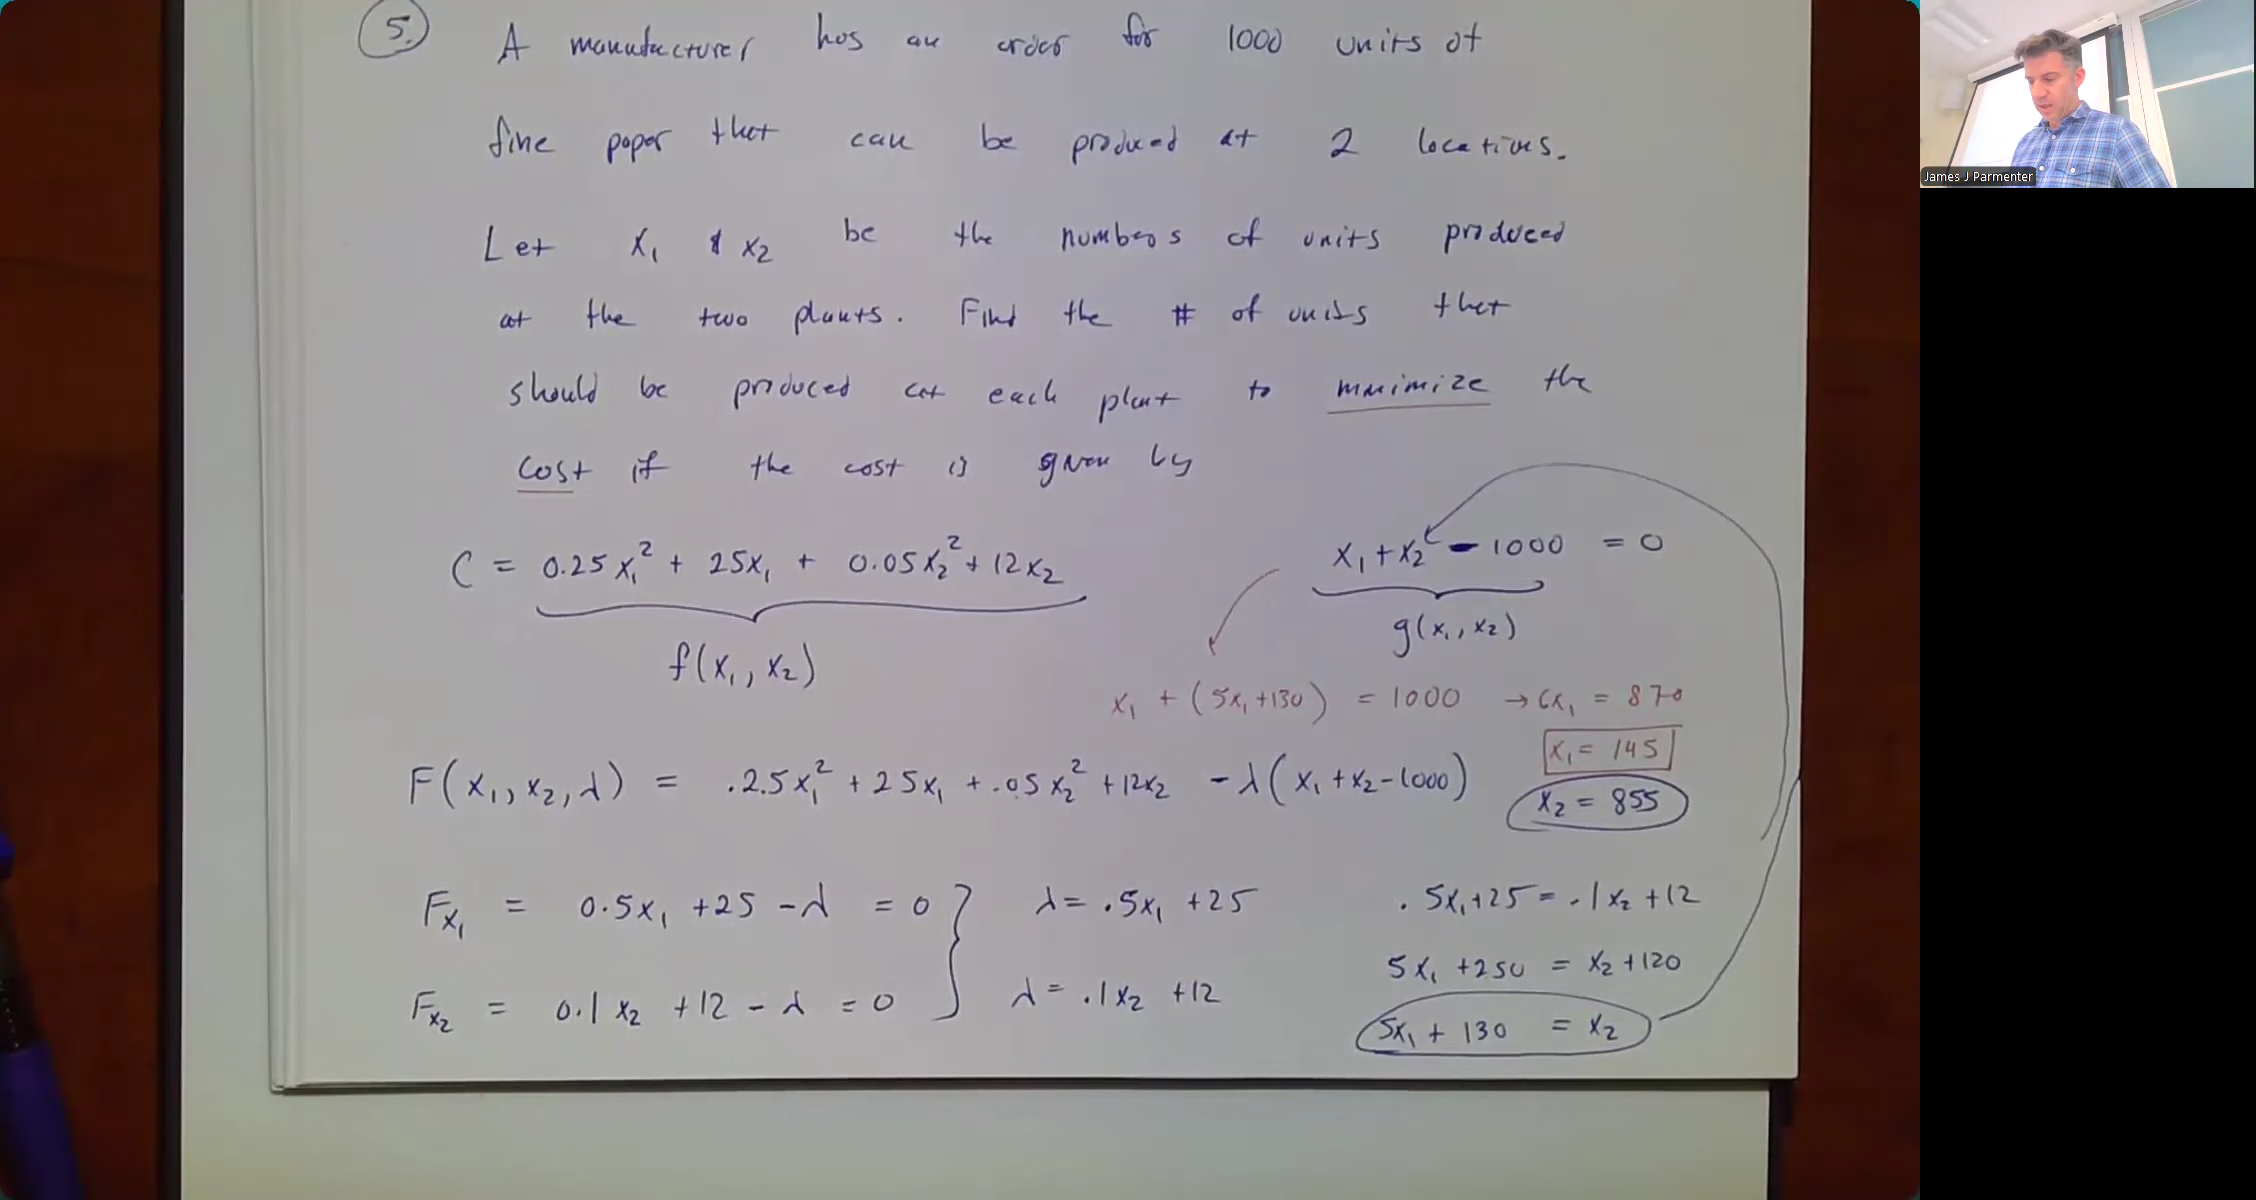 5.
A manufacturer has an order for 1000 units of
fine paper that can be produced at 2 locations.
Let x₁ & x₂ be the numbers of units produced
at the two plants. Find the # of units that
should be produced at each plant to minimize the
cost if the cost is given by
C = 0.25x₁² + 25x₁ + 0.05x₂² + 12x₂
x₁ + x₂ - 1000 = 0
f(x₁, x₂)
g(x₁, x₂)
x₁ + (5x₁+130) = 1000 → 6x₁ = 870
x₁ = 145
F(x₁, x₂, λ) = .25x₁² + 25x₁ + .05x₂² + 12x₂ - λ(x₁ + x₂ - 1000)
x₂ = 855
Fx₁ = 0.5x₁ + 25 - λ = 0
λ = .5x₁ + 25
.5x₁ + 25 = .1x₂ + 12
5x₁ + 250 = x₂ + 120
Fx₂ = 0.1x₂ + 12 - λ = 0
λ = .1x₂ + 12
5x₁ + 130 = x₂
James J Parmenter